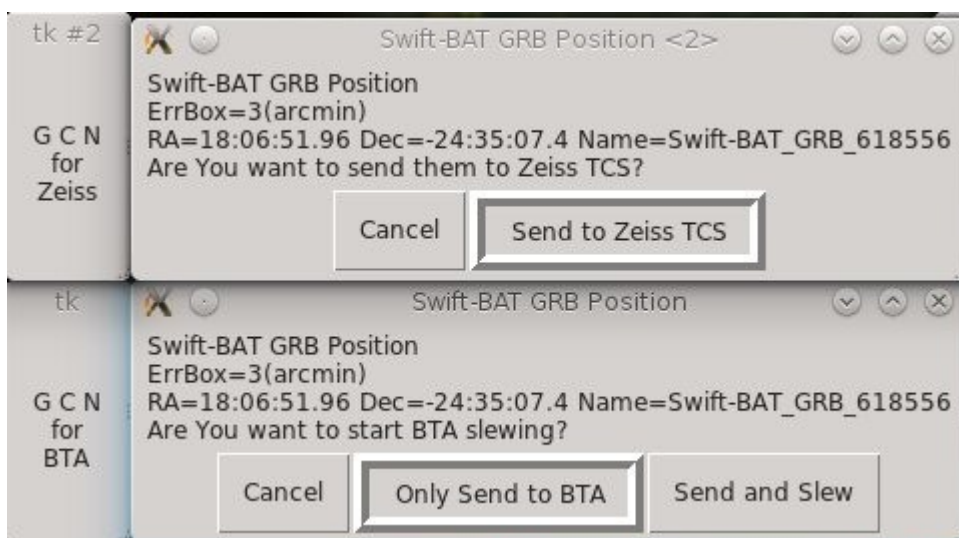 tk #2
G C N
for
Zeiss
Swift-BAT GRB Position <2>
Swift-BAT GRB Position
ErrBox=3(arcmin)
RA=18:06:51.96 Dec=-24:35:07.4 Name=Swift-BAT_GRB_618556
Are You want to send them to Zeiss TCS?
Cancel
Send to Zeiss TCS
tk
G C N
for
BTA
Swift-BAT GRB Position
Swift-BAT GRB Position
ErrBox=3(arcmin)
RA=18:06:51.96 Dec=-24:35:07.4 Name=Swift-BAT_GRB_618556
Are You want to start BTA slewing?
Cancel
Only Send to BTA
Send and Slew